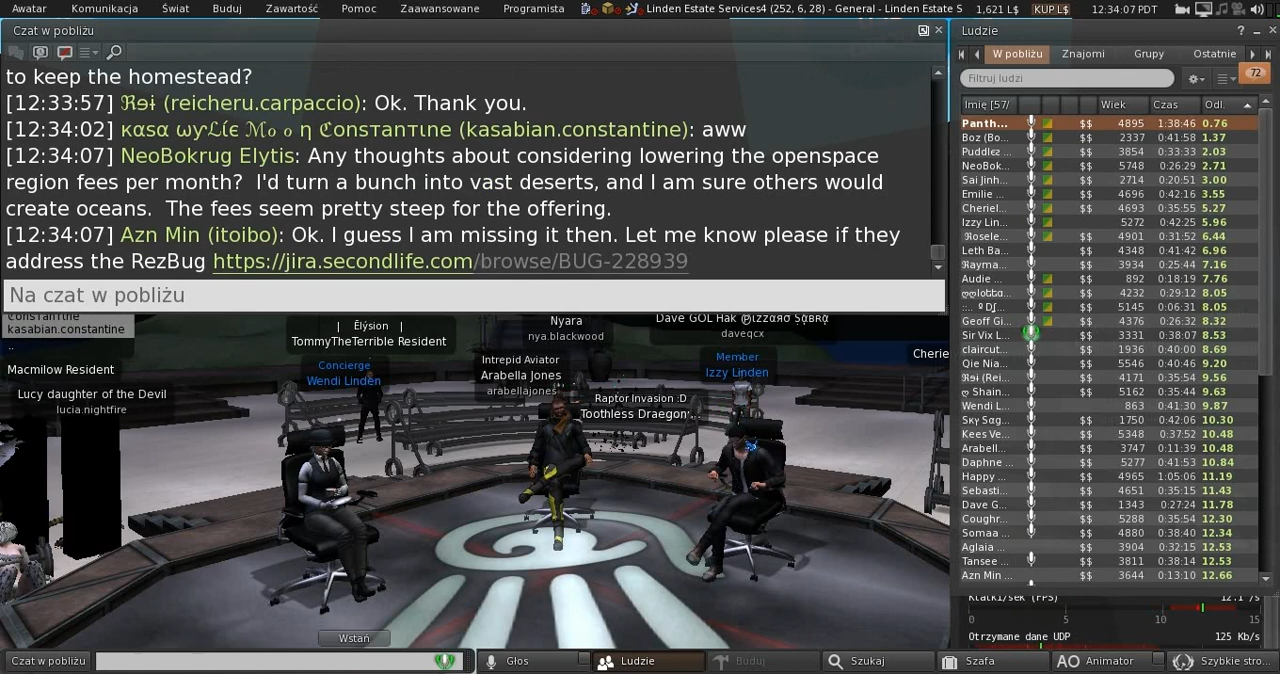 Awatar Komunikacja Świat Buduj Zawartość Pomoc Zaawansowane Programista Linden Estate Services4 (252, 6, 28) - General - Linden Estate S 1,621 L$ KUP L$ 12:34:07 PDT
Czat w pobliżu
to keep the homestead?
[12:33:57] ℜɘɨ (reicheru.carpaccio): Ok. Thank you.
[12:34:02] (kasabian.constantine): aww
[12:34:07] NeoBokrug Elytis: Any thoughts about considering lowering the openspace
region fees per month? I'd turn a bunch into vast deserts, and I am sure others would
create oceans. The fees seem pretty steep for the offering.
[12:34:07] Azn Min (itoibo): Ok. I guess I am missing it then. Let me know please if they
address the RezBug https://jira.secondlife.com/browse/BUG-228939
Na czat w pobliżu
kasabian.constantine
..
Macmilow Resident
Lucy daughter of the Devil
lucia.nightfire
| Ëlýsion |
TommyTheTerrible Resident
Concierge
Wendi Linden
Nyara
nya.blackwood
Intrepid Aviator
Arabella Jones
arabellajones
Raptor Invasion :D
Toothless Draegon...
Dave GOL Hak
daveqcx
Member
Izzy Linden
Cherie
Wstań
Ludzie
W pobliżu Znajomi Grupy Ostatnie
Filtruj ludzi
72
Imię [57/ Wiek Czas Odl.
Panth... $$ 4895 1:38:46 0.76
Boz (Bo... $$ 2337 0:41:58 1.37
Puddlez ... $$ 3854 0:33:33 2.03
NeoBok... $$ 5748 0:26:29 2.71
Sai Jinh... $$ 2714 0:20:51 3.00
Emilie ... $$ 4696 0:42:16 3.55
Cheriel... $$ 4693 0:35:55 5.27
Izzy Lin... 5272 0:42:25 5.96
ℜosele... $$ 4901 0:31:52 6.44
Leth Ba... $$ 4348 0:41:42 6.96
ℜayma... $$ 3934 0:25:44 7.16
Audie ... $$ 892 0:18:19 7.76
$$ 4232 0:29:12 8.05
$$ 5145 0:06:31 8.05
Geoff Gi... $$ 4376 0:26:32 8.32
Sir Vix L... $$ 3331 0:38:07 8.53
claircut... $$ 1936 0:40:00 8.69
Qie Nia... $$ 5546 0:40:46 9.20
ℜɘɨ (Rei... $$ 4171 0:35:54 9.56
ღ Shain... $$ 5162 0:35:44 9.63
Wendi L... 863 0:41:30 9.87
$$ 1750 0:42:06 10.30
Kees Ve... $$ 5348 0:37:52 10.48
Arabell... $$ 3747 0:11:39 10.48
Daphne ... $$ 5277 0:41:53 10.84
Happy ... $$ 4965 1:05:06 11.19
Sebasti... $$ 4651 0:35:15 11.43
Dave G... $$ 1343 0:27:24 11.78
Coughr... $$ 5288 0:35:54 12.30
Somaa ... $$ 4880 0:38:40 12.34
Aglaia ... $$ 3904 0:32:15 12.53
Tansee ... $$ 3811 0:38:14 12.53
Azn Min ... $$ 3644 0:13:10 12.66
Klatki/sek (FPS) 12.1 /s
0 5 10 15
Otrzymane dane UDP 125 Kb/s
Czat w pobliżu Głos Ludzie Buduj Szukaj Szafa AO Animator Szybkie stro...